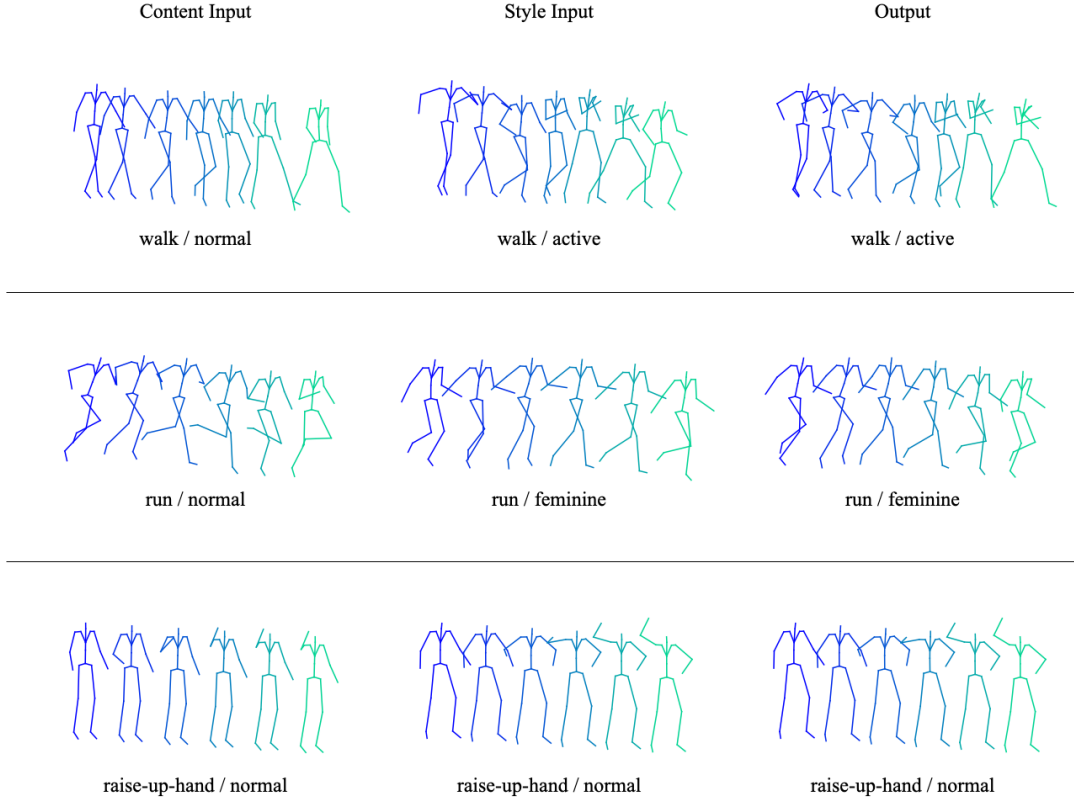 Content Input
Style Input
Output
walk / normal
walk / active
walk / active
run / normal
run / feminine
run / feminine
raise-up-hand / normal
raise-up-hand / normal
raise-up-hand / normal